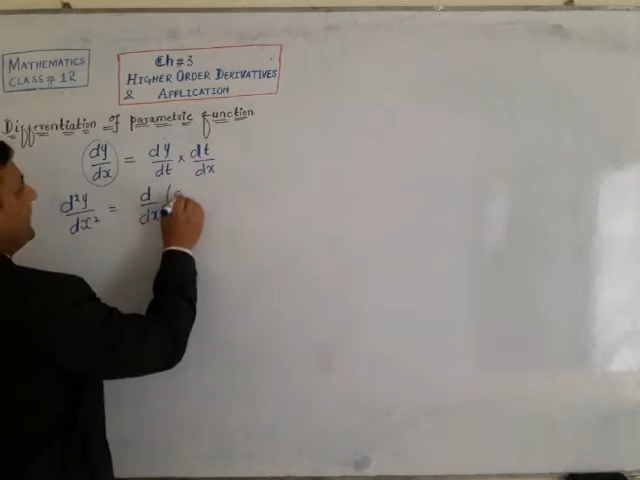 MATHEMATICS
CLASS # 12
Ch # 3
HIGHER ORDER DERIVATIVES
& APPLICATION
Differentiation of parametric function
dy/dx = dy/dt × dt/dx
d²y/dx² = d/dx (